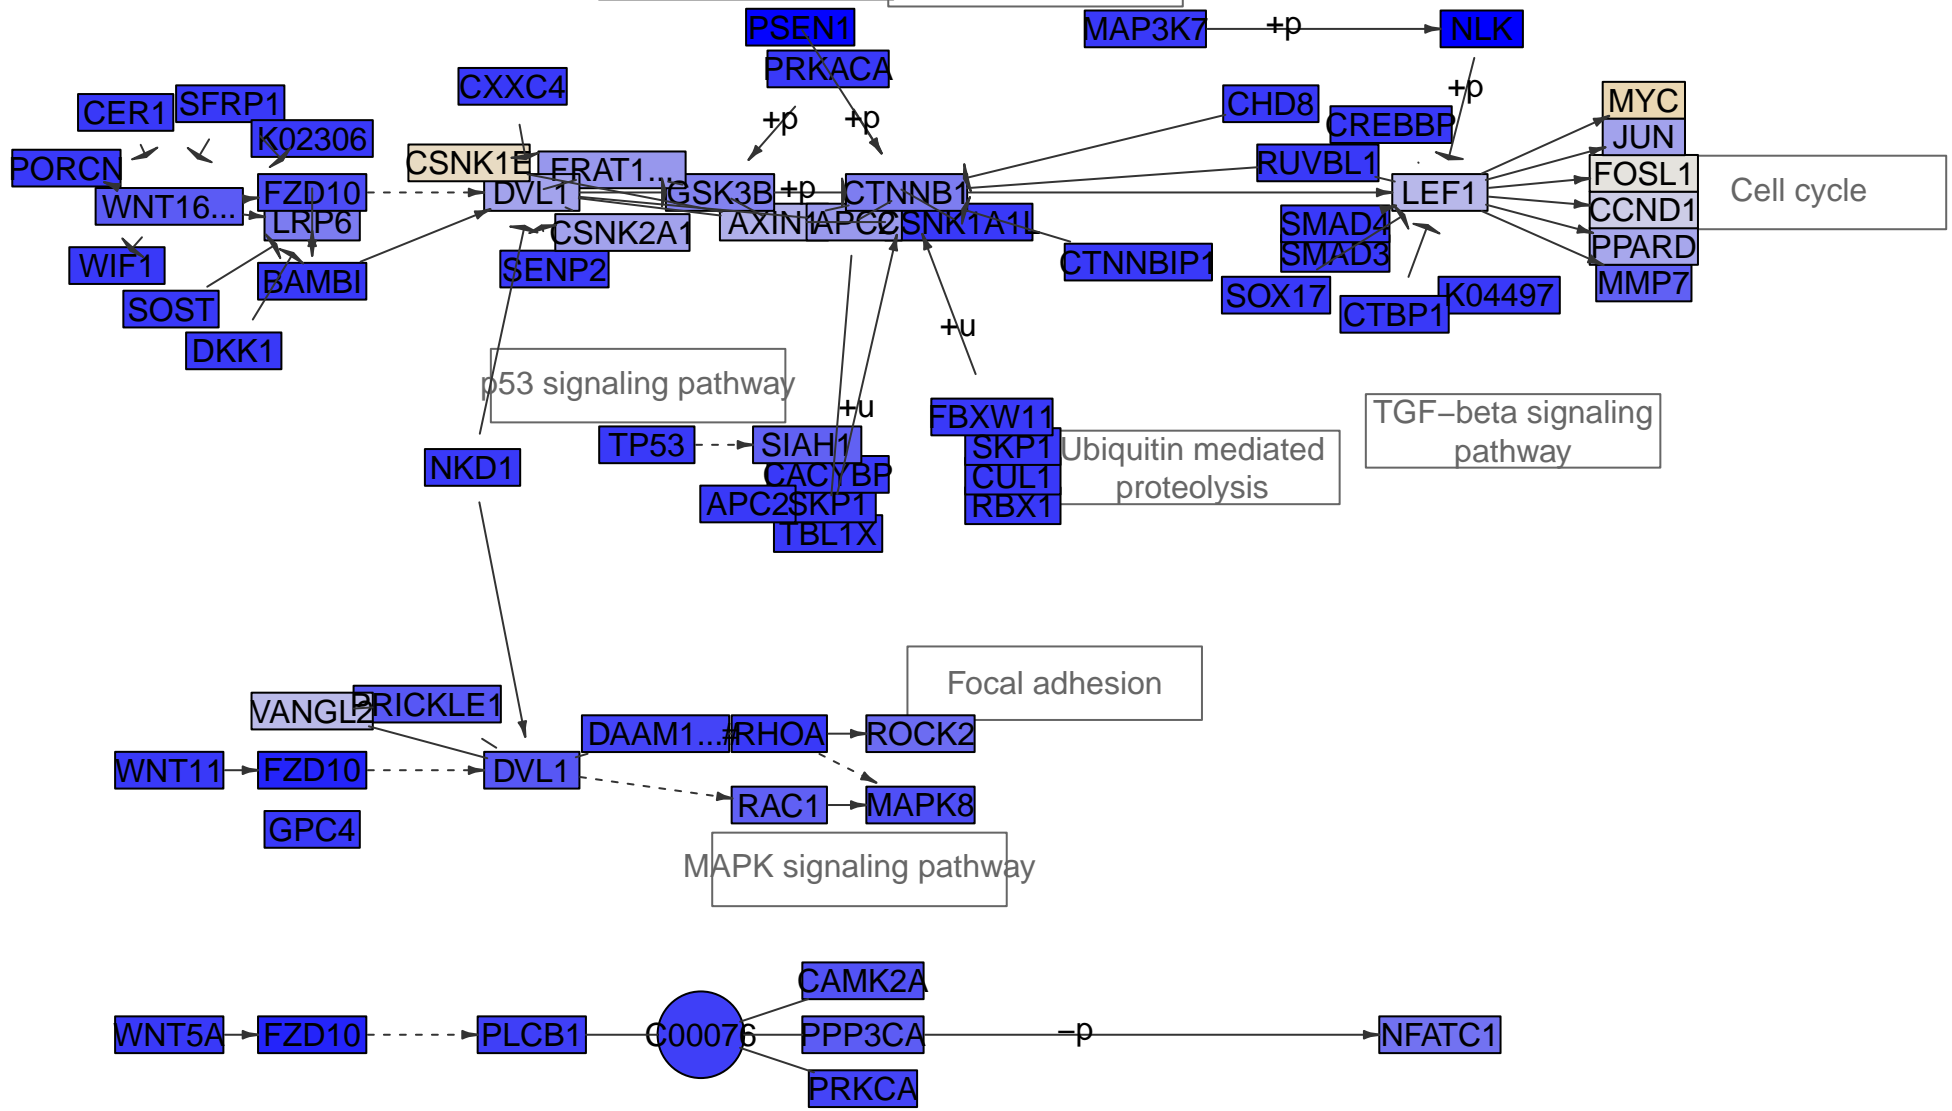 PSEN1
MAP3K7
+p
NLK
PRKACA
CXXC4
CER1
SFRP1
K02306
+p
+p
+p
CHD8
CREBBP
MYC
JUN
PORCN
CSNK1E
FRAT1...
RUVBL1
FOSL1
Cell cycle
WNT16...
FZD10
DVL1
GSK3B
+p
CTNNB1
LEF1
CCND1
LRP6
CSNK2A1
AXIN1
APC2
CSNK1A1L
SMAD4
SMAD3
PPARD
WIF1
BAMBI
SENP2
CTNNBIP1
MMP7
SOST
SOX17
K04497
CTBP1
DKK1
+u
p53 signaling pathway
+u
FBXW11
TGF−beta signaling
pathway
TP53
SIAH1
SKP1
Ubiquitin mediated
proteolysis
NKD1
CACYBP
CUL1
APC2
SKP1
RBX1
TBL1X
Focal adhesion
VANGL2
PRICKLE1
DAAM1...#
RHOA
ROCK2
WNT11
FZD10
DVL1
RAC1
MAPK8
GPC4
MAPK signaling pathway
CAMK2A
WNT5A
FZD10
PLCB1
C00076
PPP3CA
−p
NFATC1
PRKCA